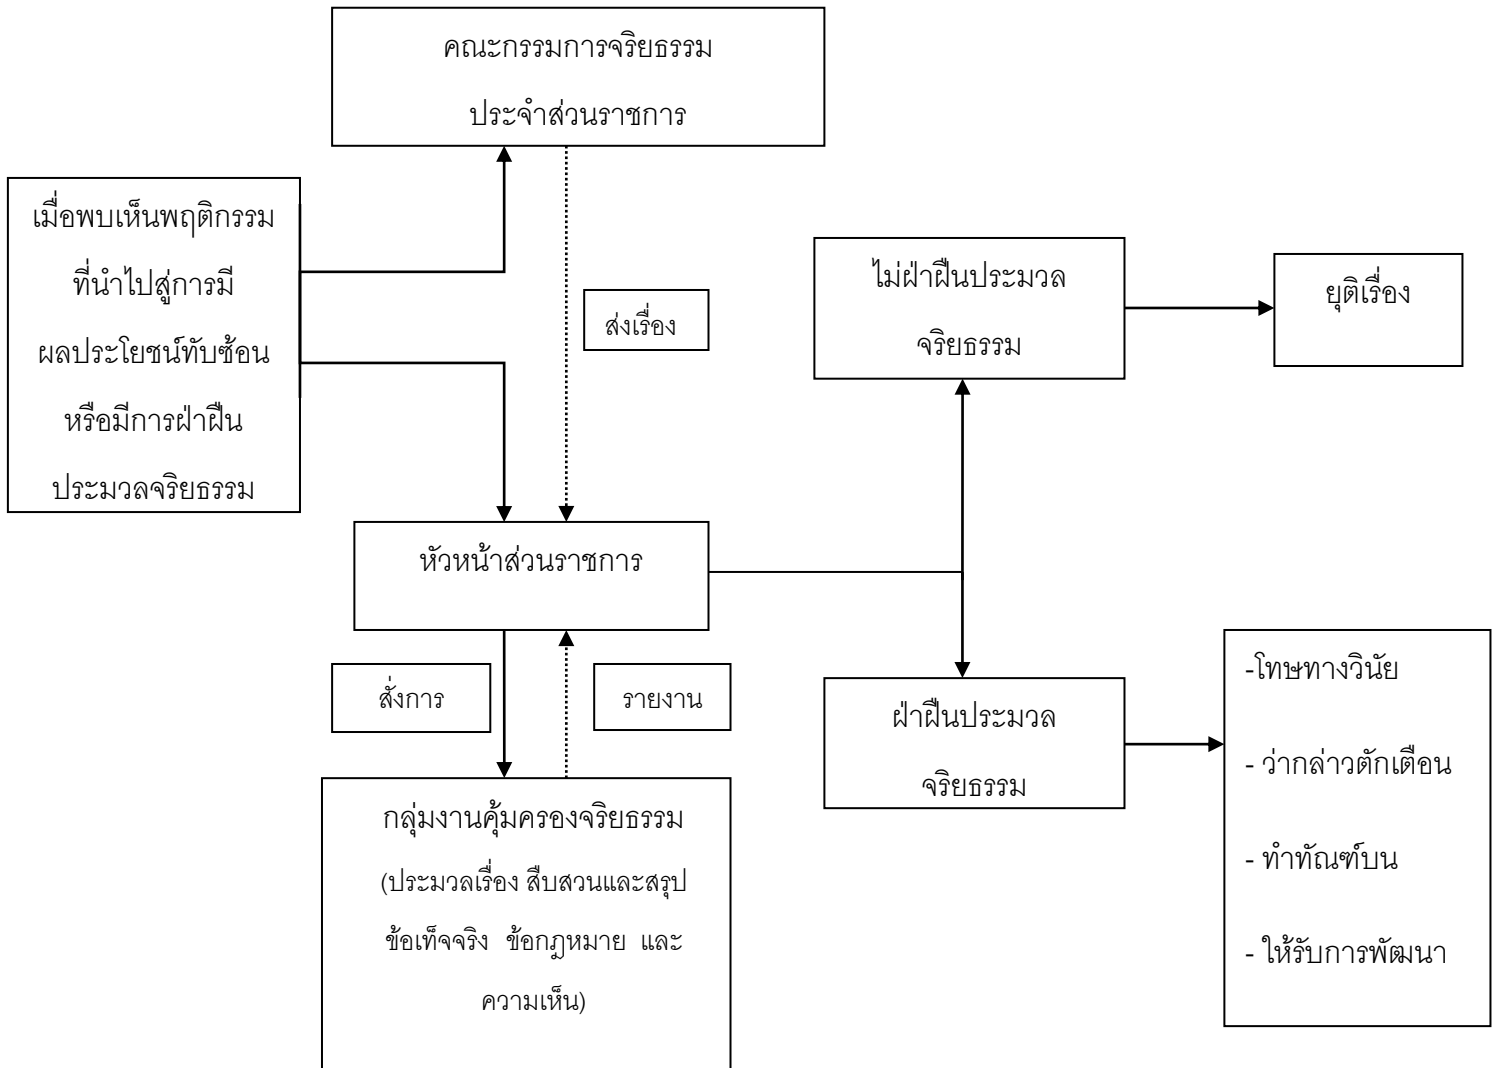 คณะกรรมการจริยธรรม
ประจำส่วนราชการ
เมื่อพบเห็นพฤติกรรม
ที่นำไปสู่การมี
ผลประโยชน์ทับซ้อน
หรือมีการฝ่าฝืน
ประมวลจริยธรรม
ส่งเรื่อง
ไม่ฝ่าฝืนประมวล
จริยธรรม
ยุติเรื่อง
หัวหน้าส่วนราชการ
สั่งการ
รายงาน
ฝ่าฝืนประมวล
จริยธรรม
-โทษทางวินัย
- ว่ากล่าวตักเตือน
- ทำทัณฑ์บน
- ให้รับการพัฒนา
กลุ่มงานคุ้มครองจริยธรรม
(ประมวลเรื่อง สืบสวนและสรุป
ข้อเท็จจริง ข้อกฎหมาย และ
ความเห็น)